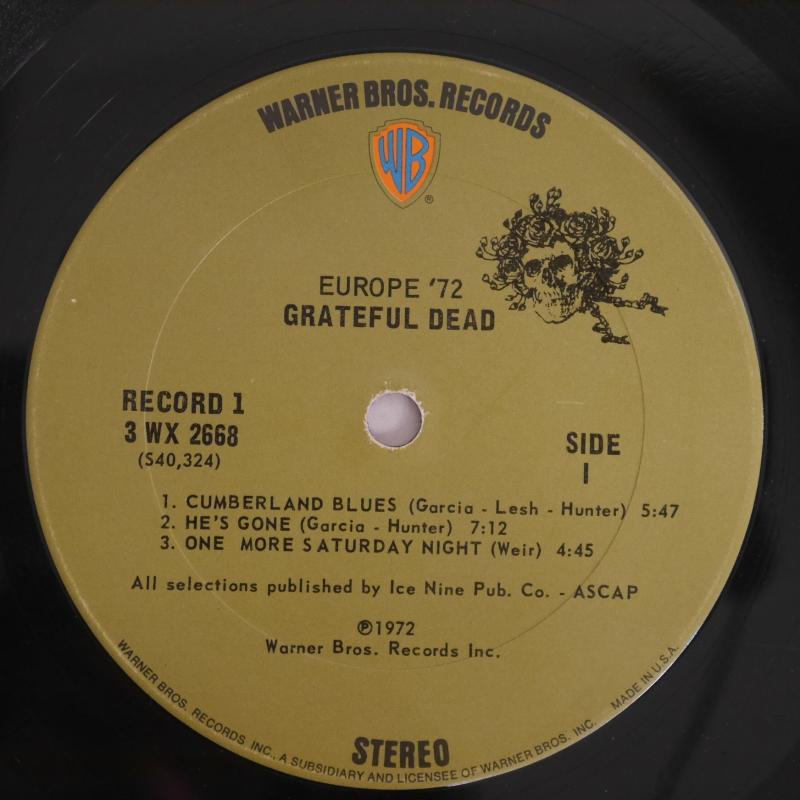 WARNER BROS. RECORDS
WB
®
EUROPE '72
GRATEFUL DEAD
RECORD 1
3 WX 2668
(S40,324)
SIDE
1
1. CUMBERLAND BLUES (Garcia - Lesh - Hunter) 5:47
2. HE'S GONE (Garcia - Hunter) 7:12
3. ONE MORE SATURDAY NIGHT (Weir) 4:45
All selections published by Ice Nine Pub. Co. - ASCAP
℗1972
Warner Bros. Records Inc.
STEREO
WARNER BROS. RECORDS INC., A SUBSIDIARY AND LICENSEE OF WARNER BROS. INC. MADE IN U.S.A.